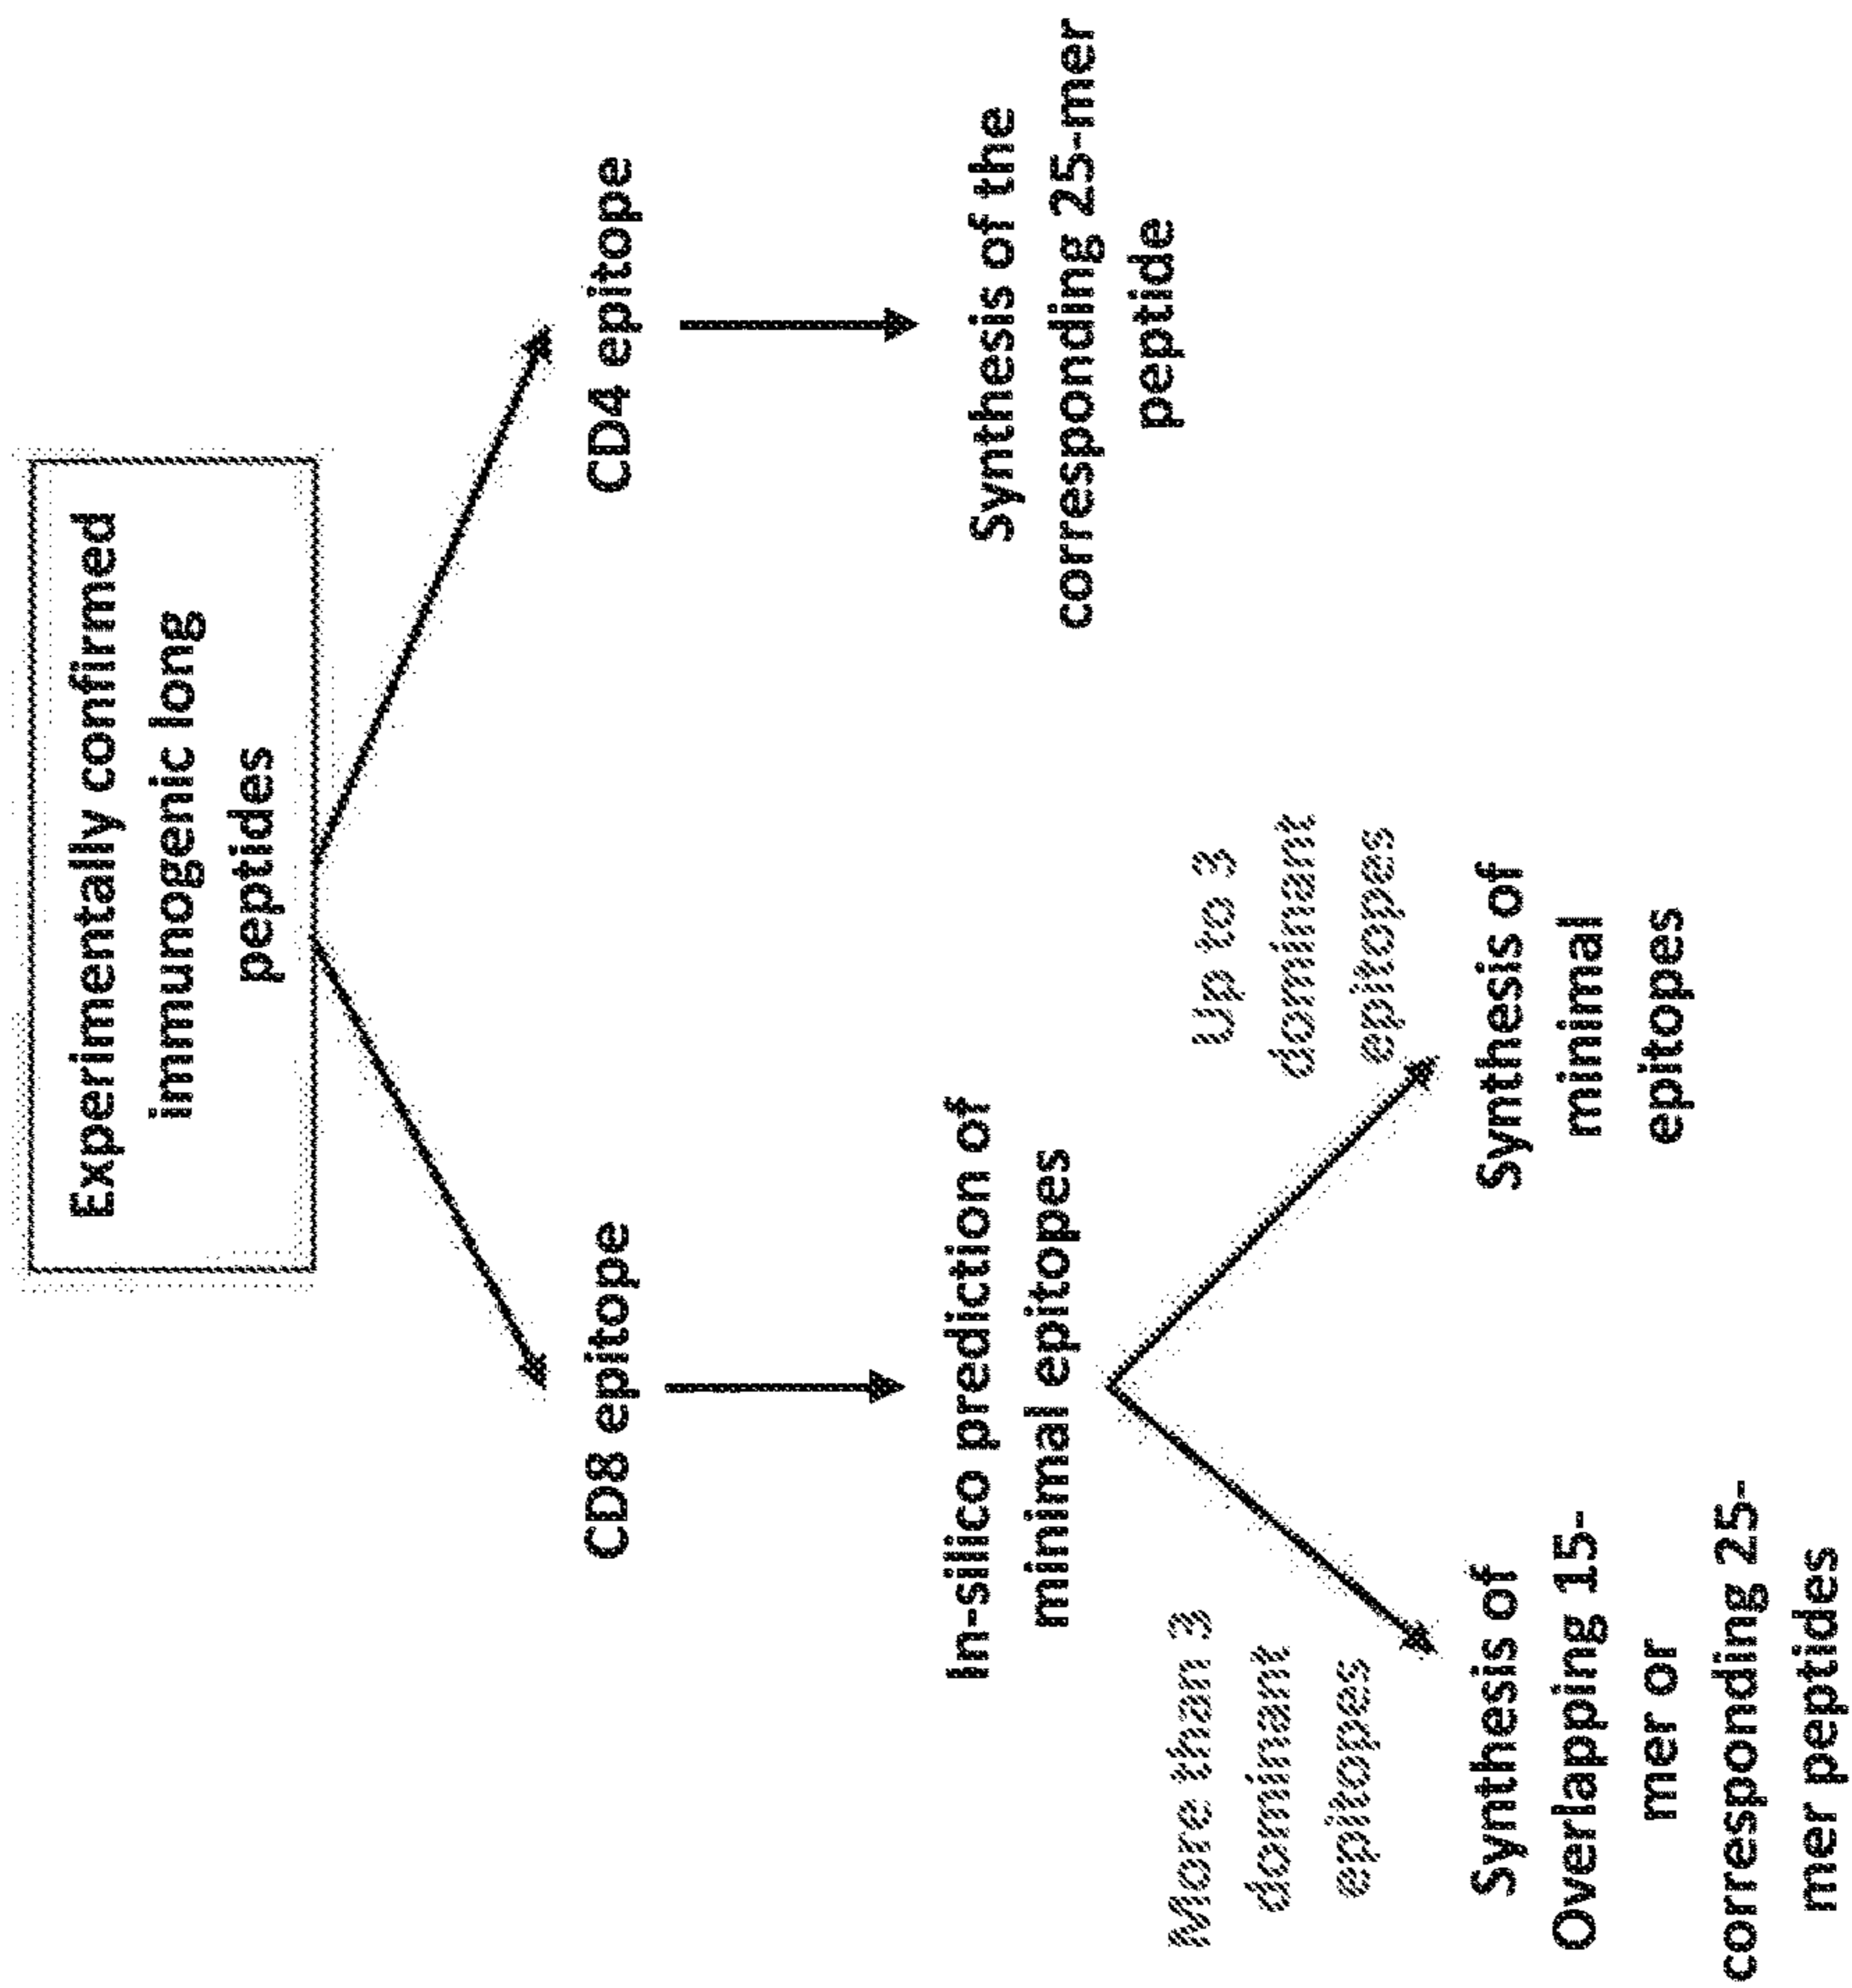 Experimentally confirmed
immunogenic long
peptides
CD8 epitope
CD4 epitope
In-silico prediction of
minimal epitopes
Synthesis of the
corresponding 25-mer
peptide
More than 3
dominant
epitopes
Up to 3
dominant
epitopes
Synthesis of
Overlapping 15-
mer or
corresponding 25-
mer peptides
Synthesis of
minimal
epitopes